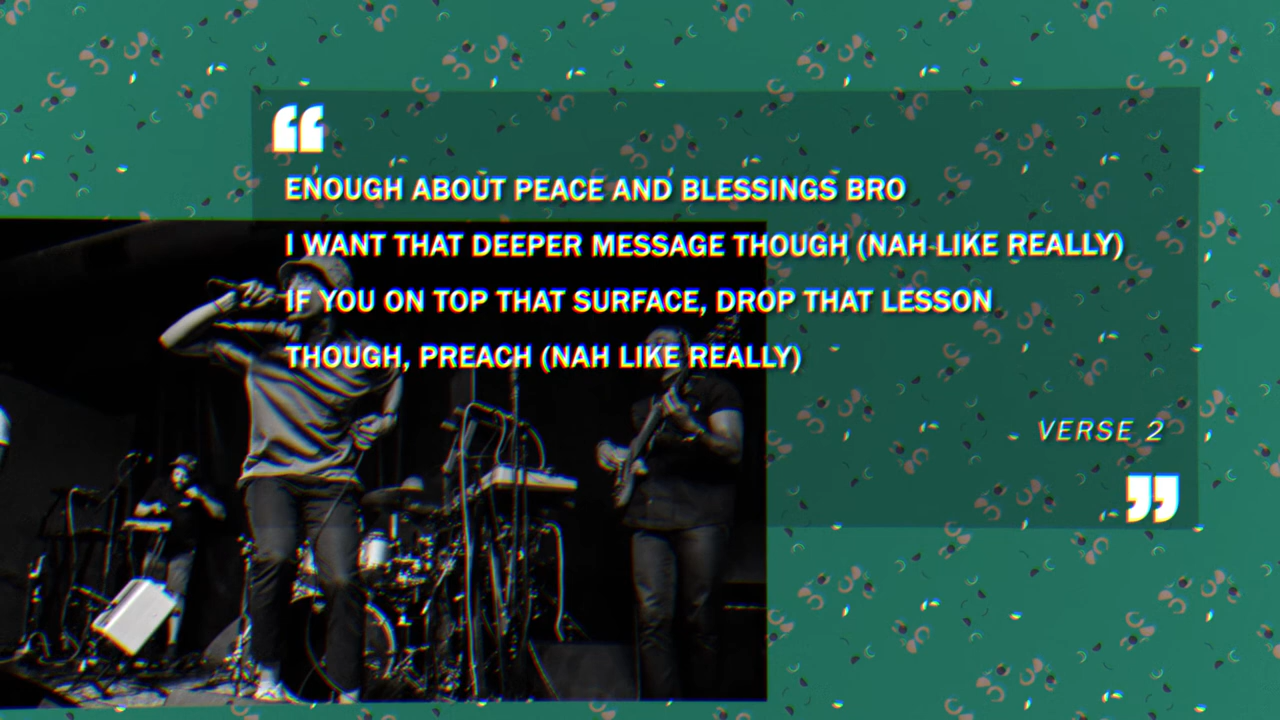 “
ENOUGH ABOUT PEACE AND BLESSINGS BRO
I WANT THAT DEEPER MESSAGE THOUGH (NAH LIKE REALLY)
IF YOU ON TOP THAT SURFACE, DROP THAT LESSON
THOUGH, PREACH (NAH LIKE REALLY)
VERSE 2
”